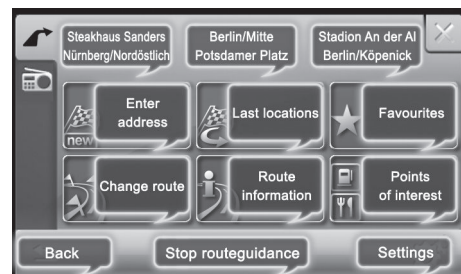 Steakhaus Sanders
Nürnberg/Nordöstlich
Berlin/Mitte
Potsdamer Platz
Stadion An der Al
Berlin/Köpenick
Enter
address
new
Last locations
Favourites
Change route
Route
information
Points
of interest
Back
Stop routeguidance
Settings